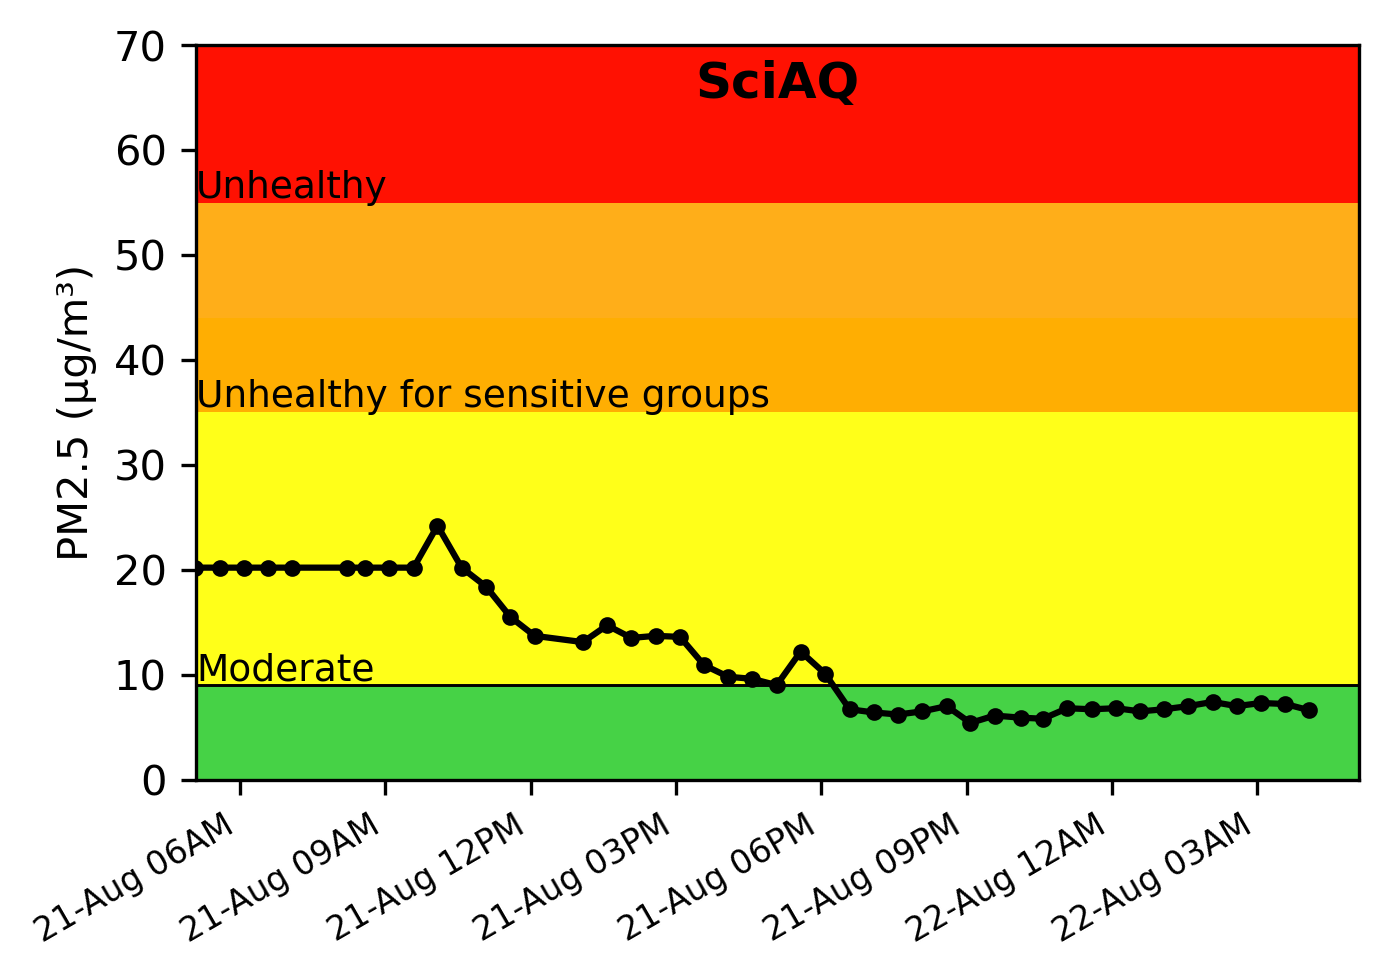 SciAQ
PM2.5 (μg/m³)
70
60
50
40
30
20
10
0
Unhealthy
Unhealthy for sensitive groups
Moderate
21-Aug 06AM
21-Aug 09AM
21-Aug 12PM
21-Aug 03PM
21-Aug 06PM
21-Aug 09PM
22-Aug 12AM
22-Aug 03AM